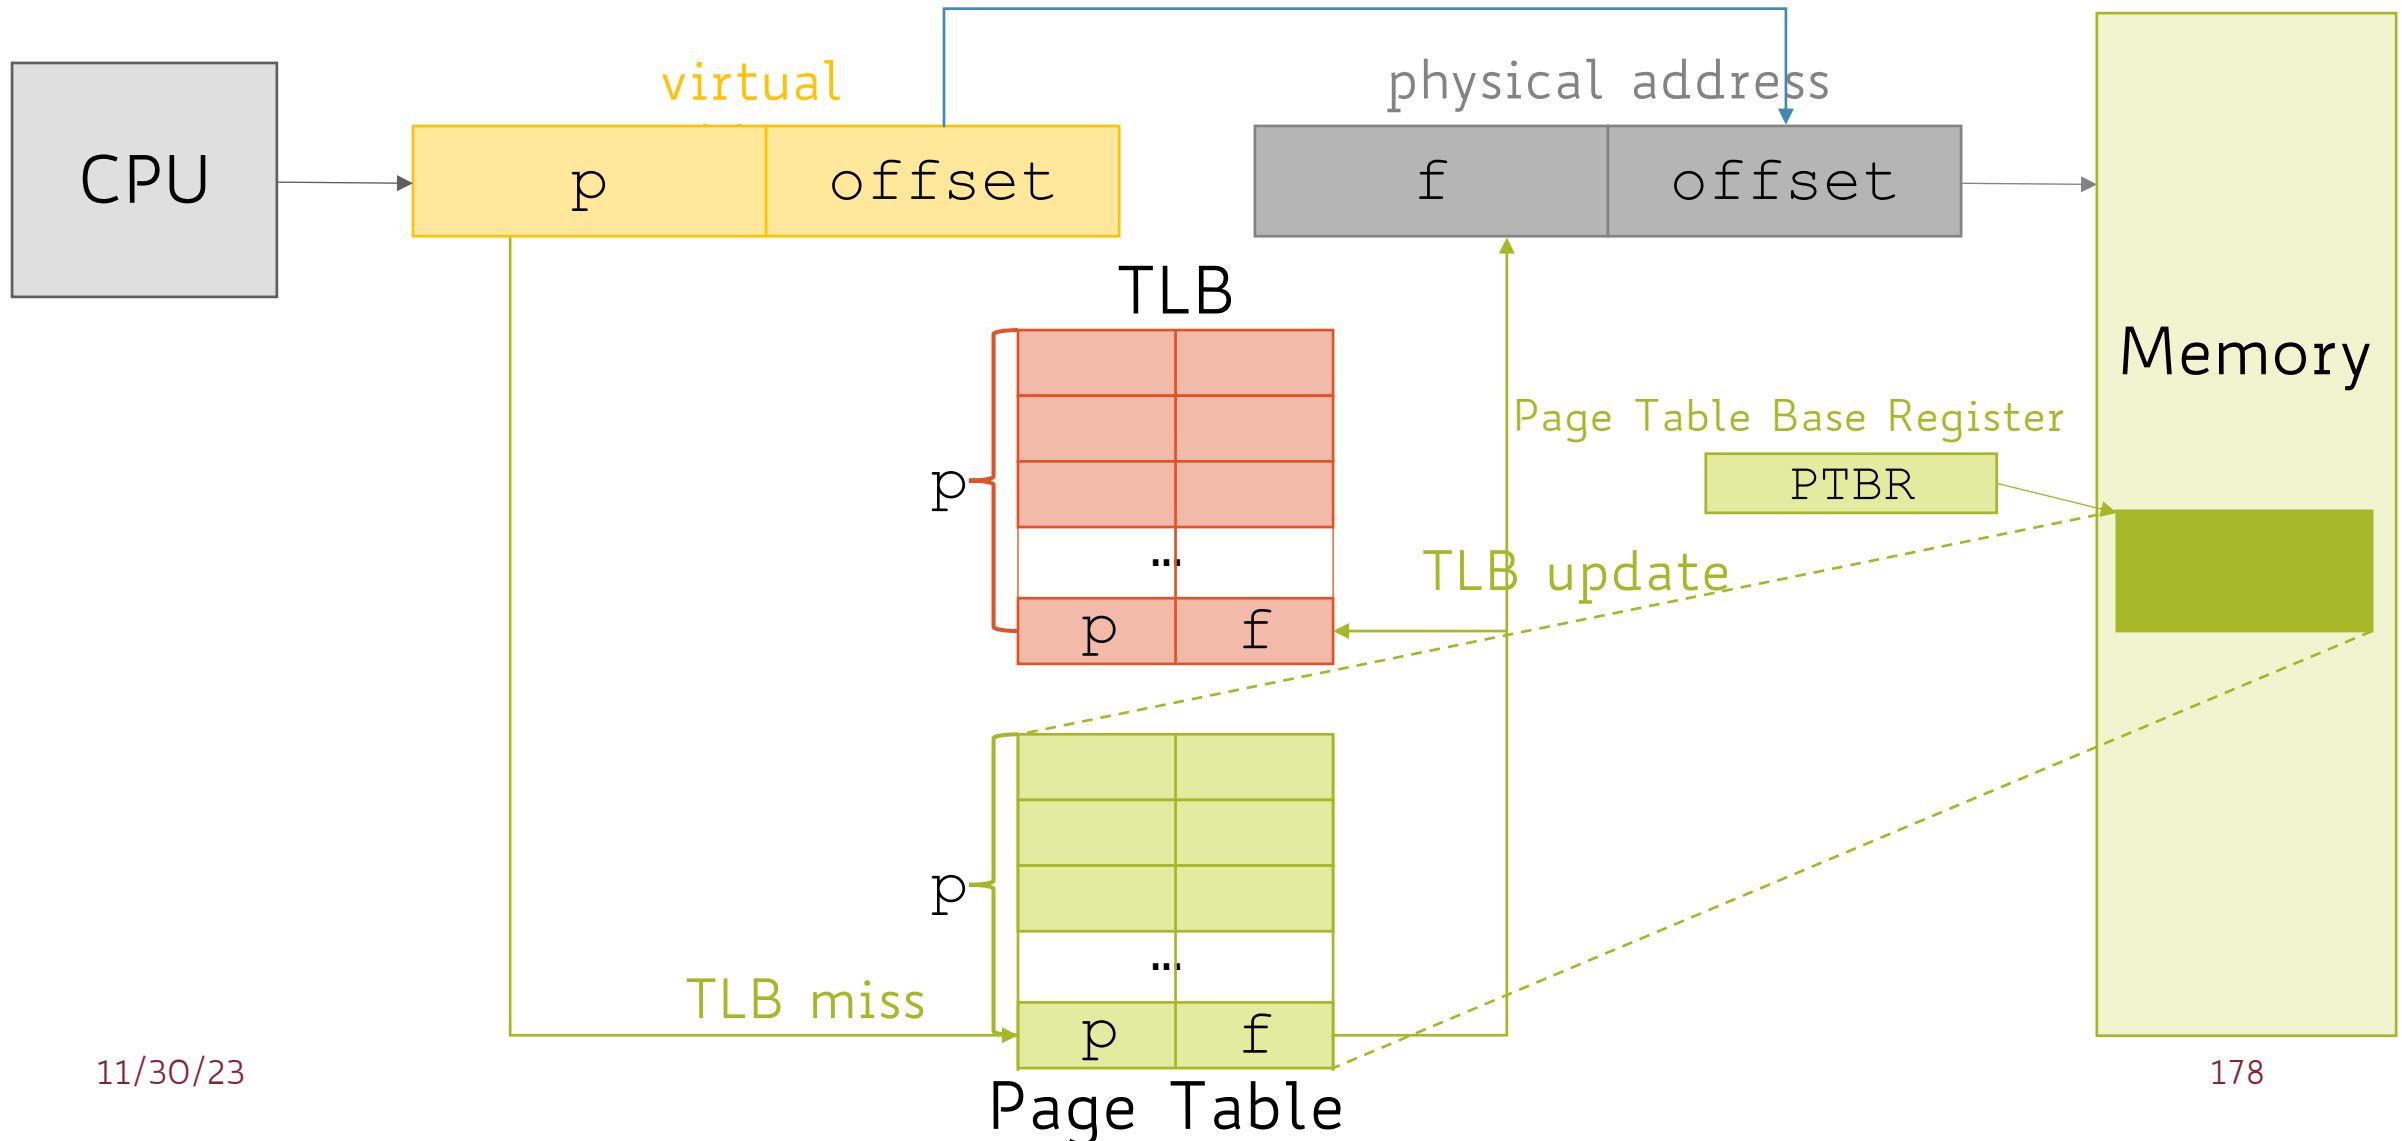 virtual
physical address
CPU
p
offset
f
offset
TLB
Memory
Page Table Base Register
p
PTBR
…
TLB update
p
f
p
…
TLB miss
p
f
11/30/23
178
Page Table